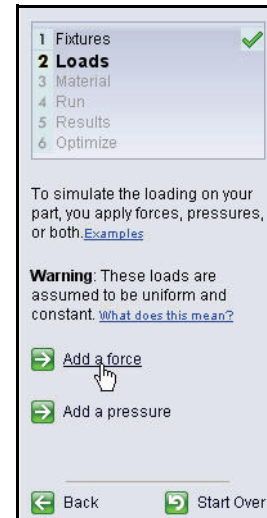 1 Fixtures
2 Loads
3 Material
4 Run
5 Results
6 Optimize
To simulate the loading on your
part, you apply forces, pressures,
or both.Examples
Warning: These loads are
assumed to be uniform and
constant. What does this mean?
Add a force
Add a pressure
Back Start Over